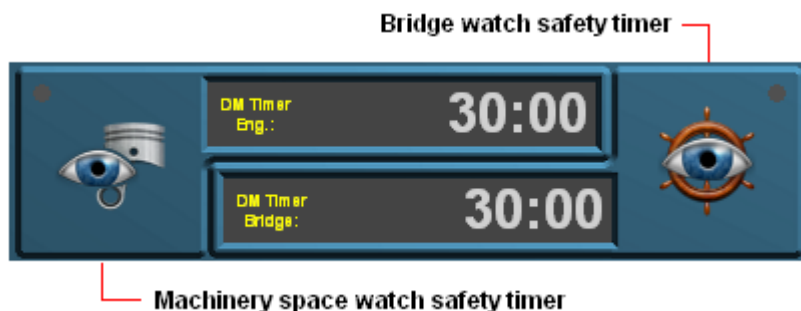 Bridge watch safety timer
DM Timer
Eng.:
30:00
DM Timer
Bridge:
30:00
Machinery space watch safety timer